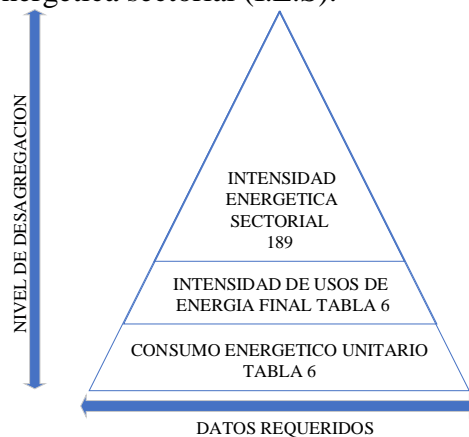 nergética sectorial (I.E.S).
NIVEL DE DESAGREGACION
INTENSIDAD
ENERGETICA
SECTORIAL
189
INTENSIDAD DE USOS DE
ENERGIA FINAL TABLA 6
CONSUMO ENERGETICO UNITARIO
TABLA 6
DATOS REQUERIDOS